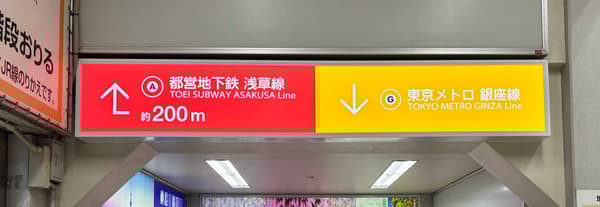 階段おりる
JR線のりかえです。
A 都営地下鉄 浅草線
TOEI SUBWAY ASAKUSA Line
約200m
G 東京メトロ 銀座線
TOKYO METRO GINZA Line